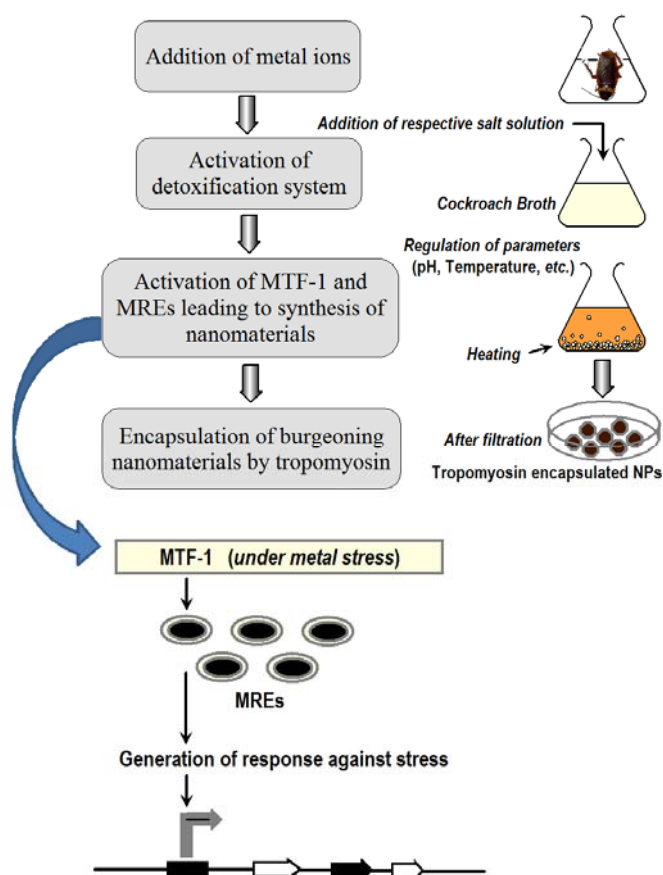 Addition of metal ions
Activation of
detoxification system
Activation of MTF-1 and
MREs leading to synthesis of
nanomaterials
Encapsulation of burgeoning
nanomaterials by tropomyosin
Addition of respective salt solution
Cockroach Broth
Regulation of parameters
(pH, Temperature, etc.)
Heating
After filtration
Tropomyosin encapsulated NPs
MTF-1 (under metal stress)
MREs
Generation of response against stress